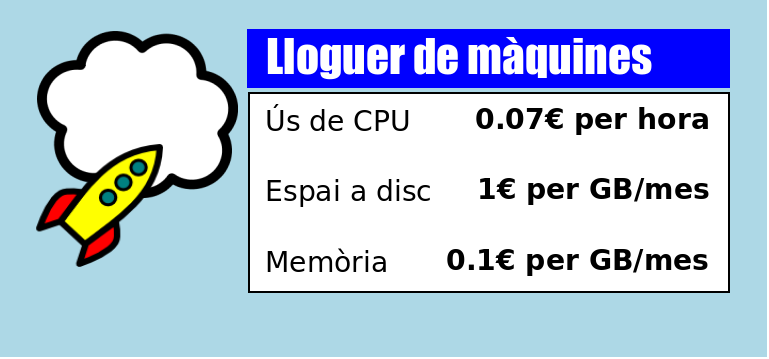 Lloguer de màquines
Ús de CPU 0.07€ per hora
Espai a disc 1€ per GB/mes
Memòria 0.1€ per GB/mes